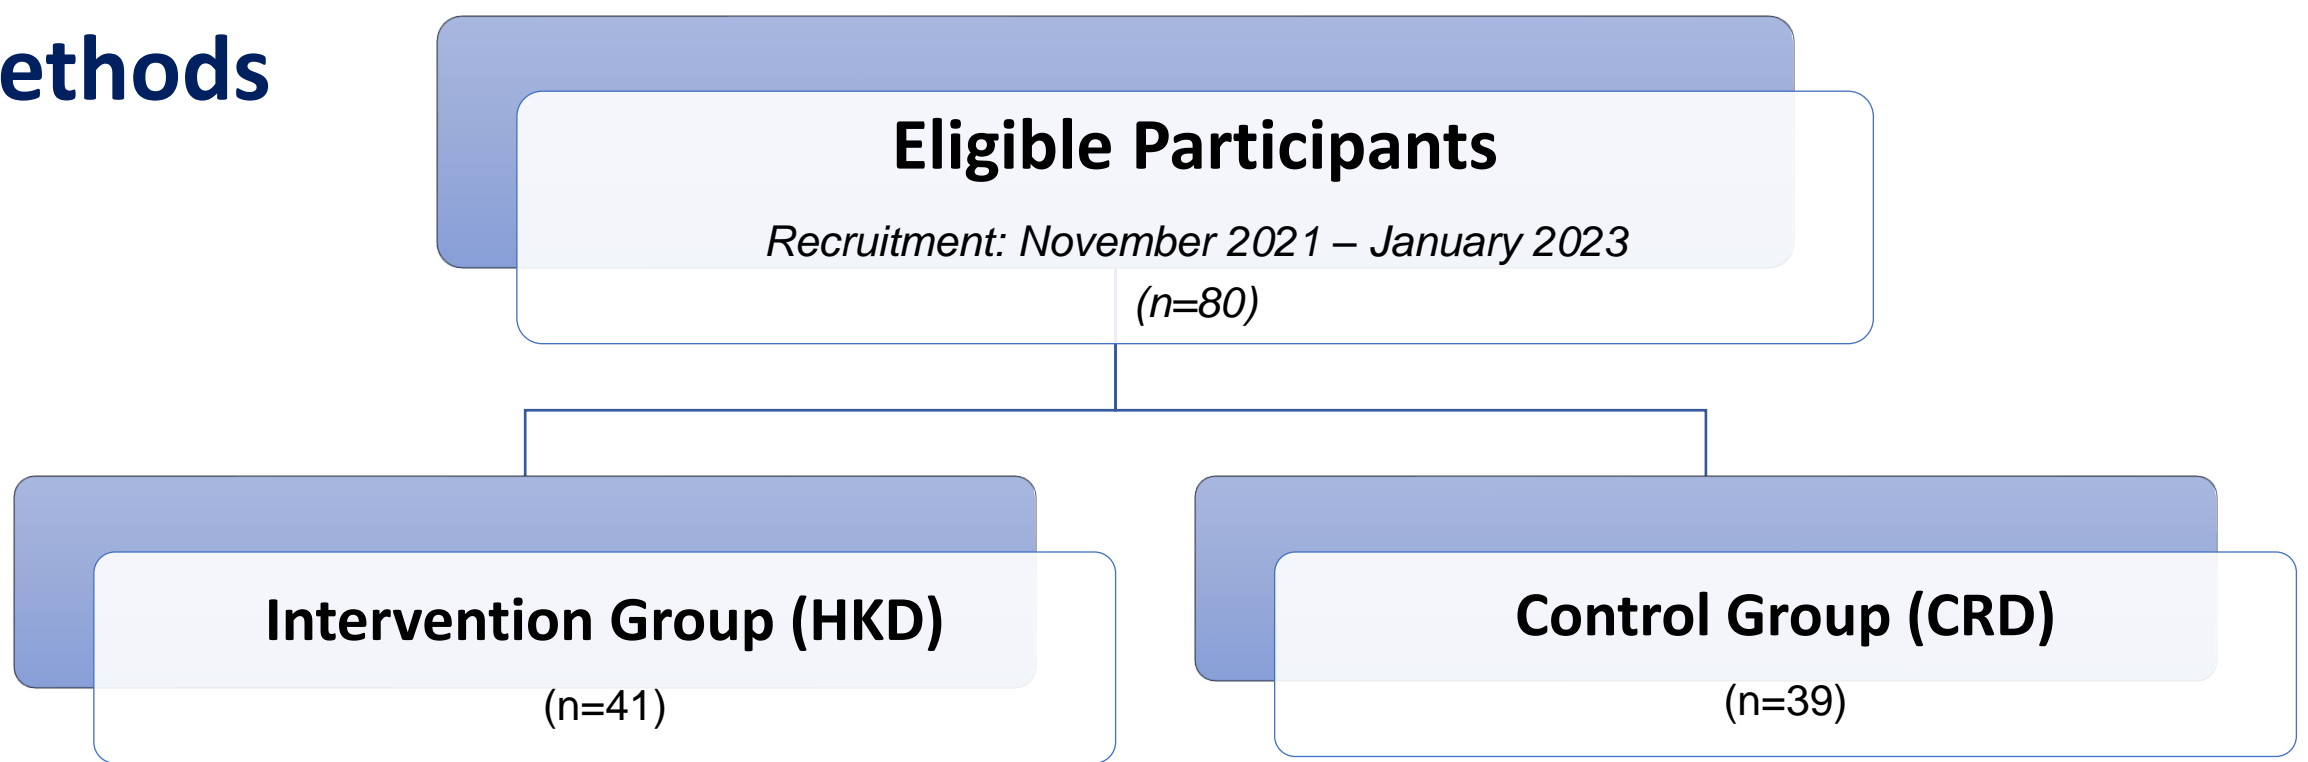 ethods
Eligible Participants
Recruitment: November 2021 – January 2023
(n=80)
Intervention Group (HKD)
(n=41)
Control Group (CRD)
(n=39)